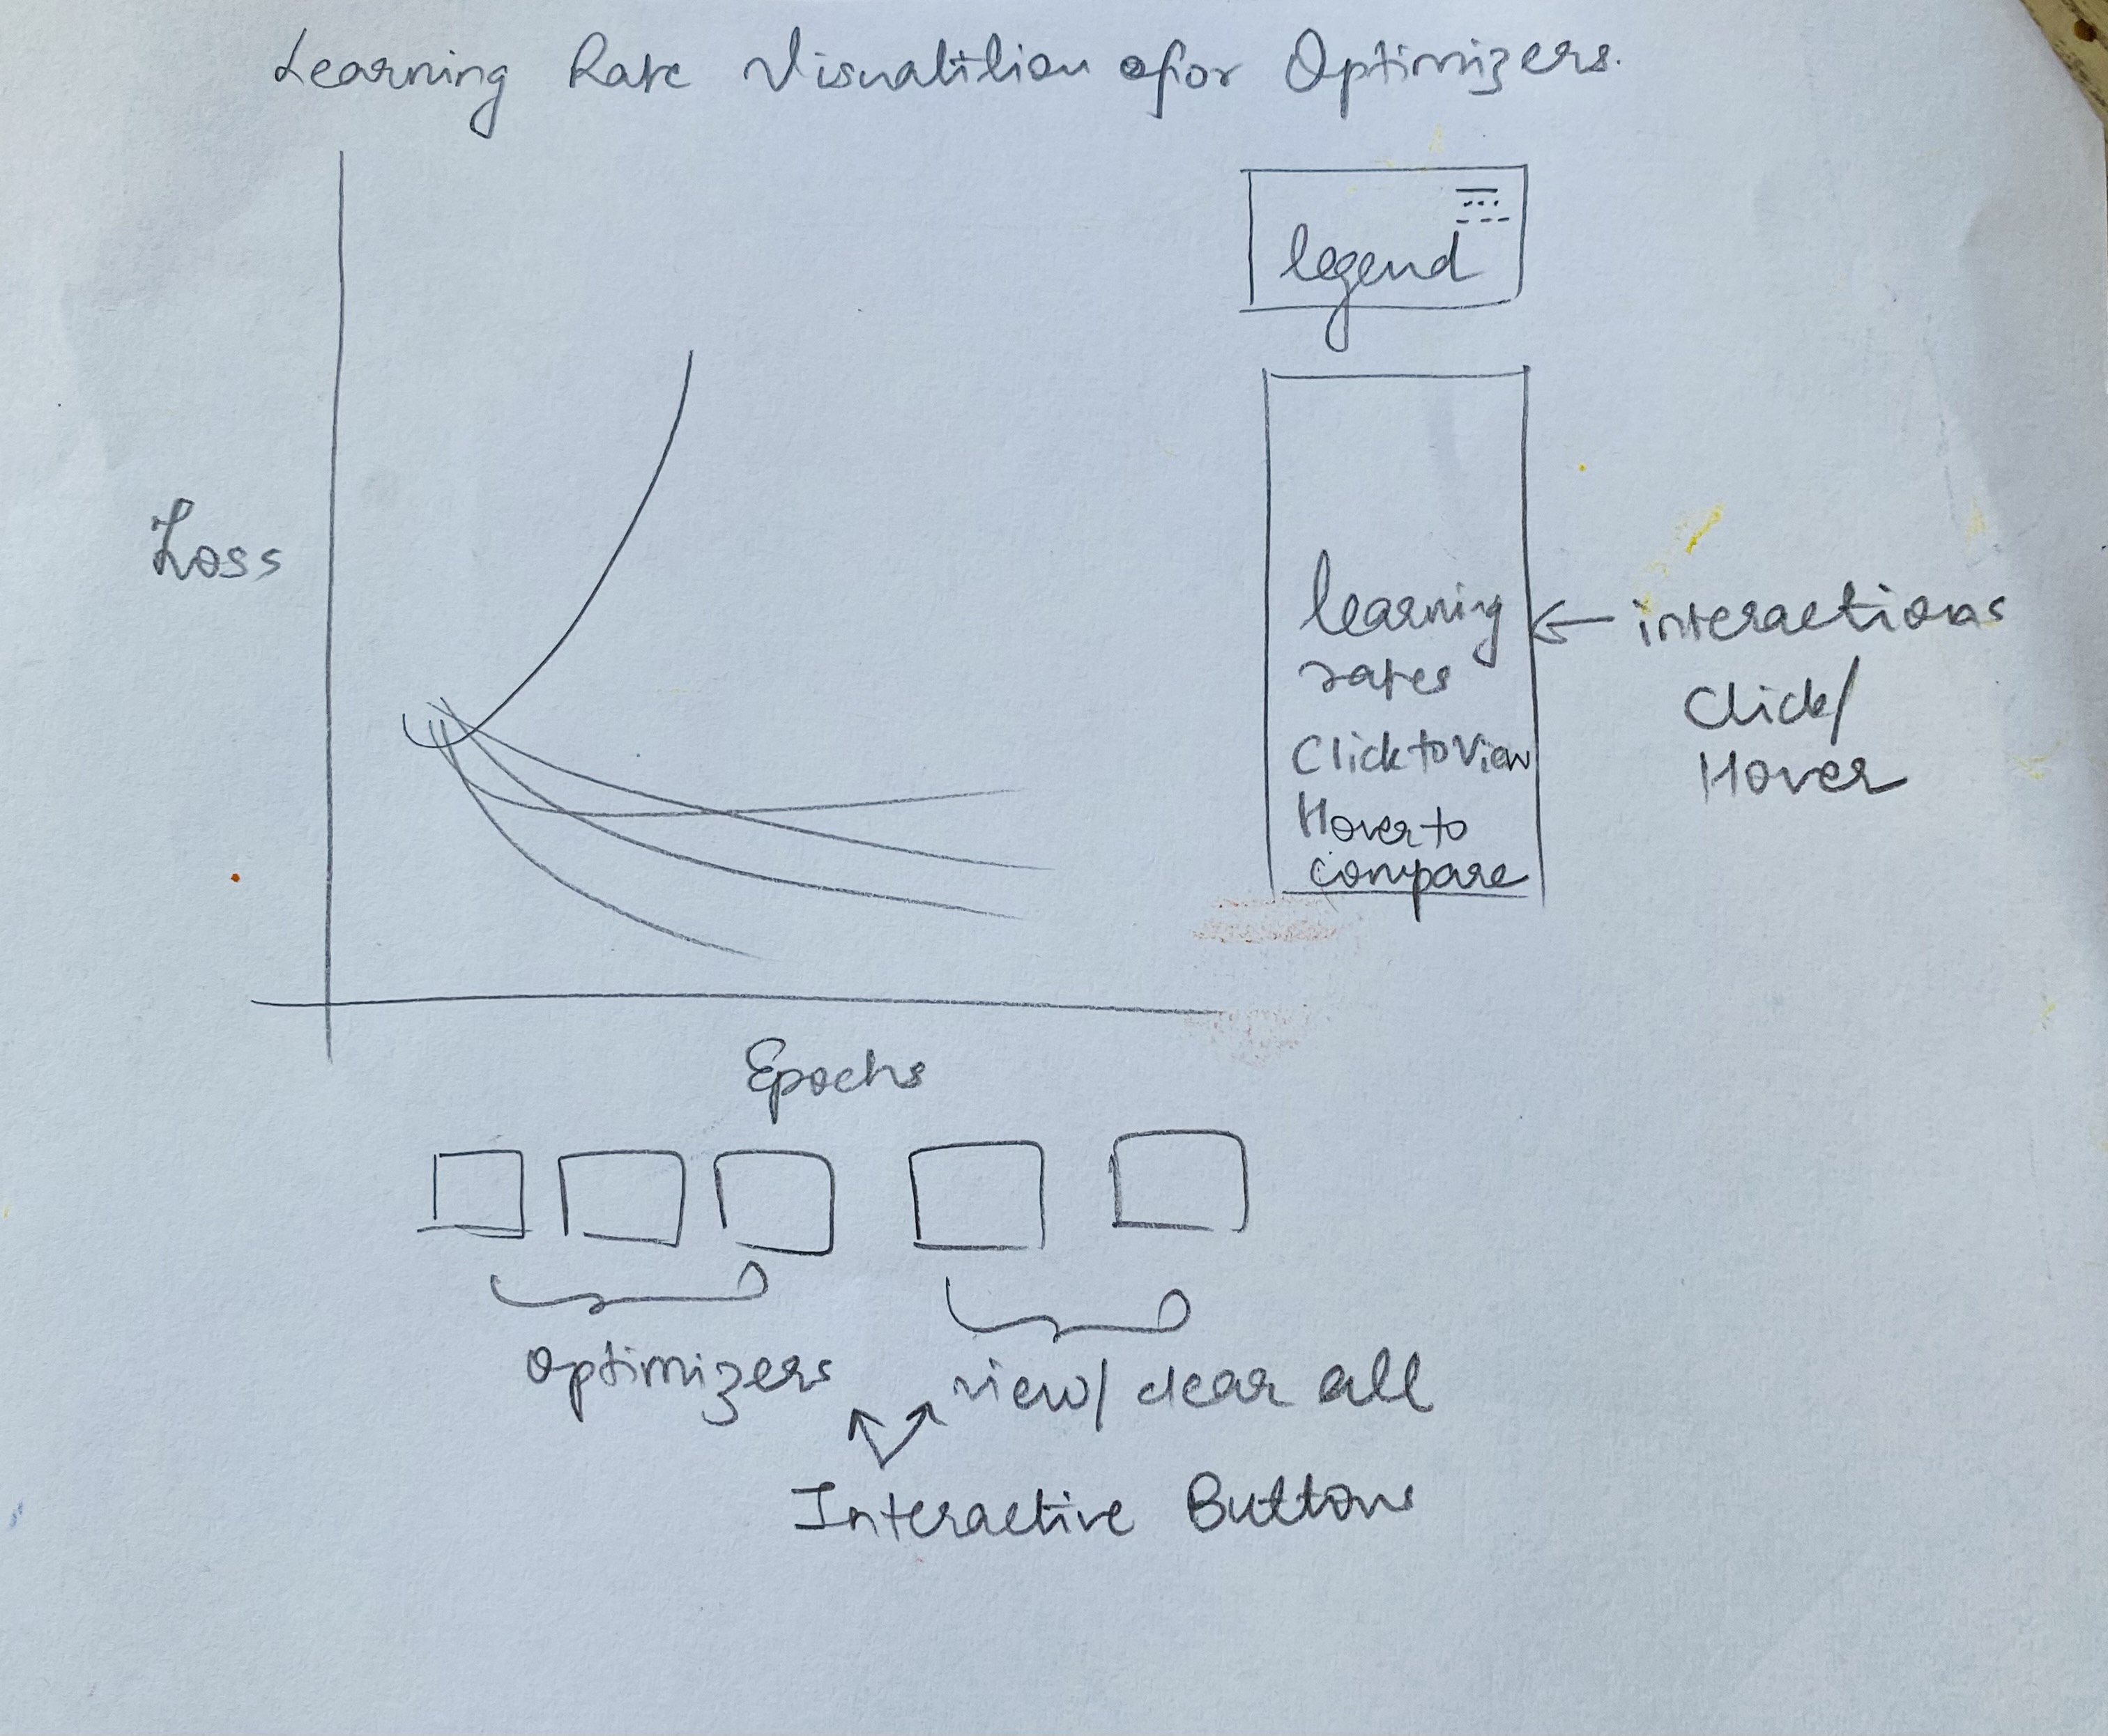 Learning Rate Visualilion for Optimizers.
legend
Loss
learning
rates
Click to View
Hover to
compare
interactions
Click/
Hover
Epochs
optimizers
view/ clear all
Interactive Buttons